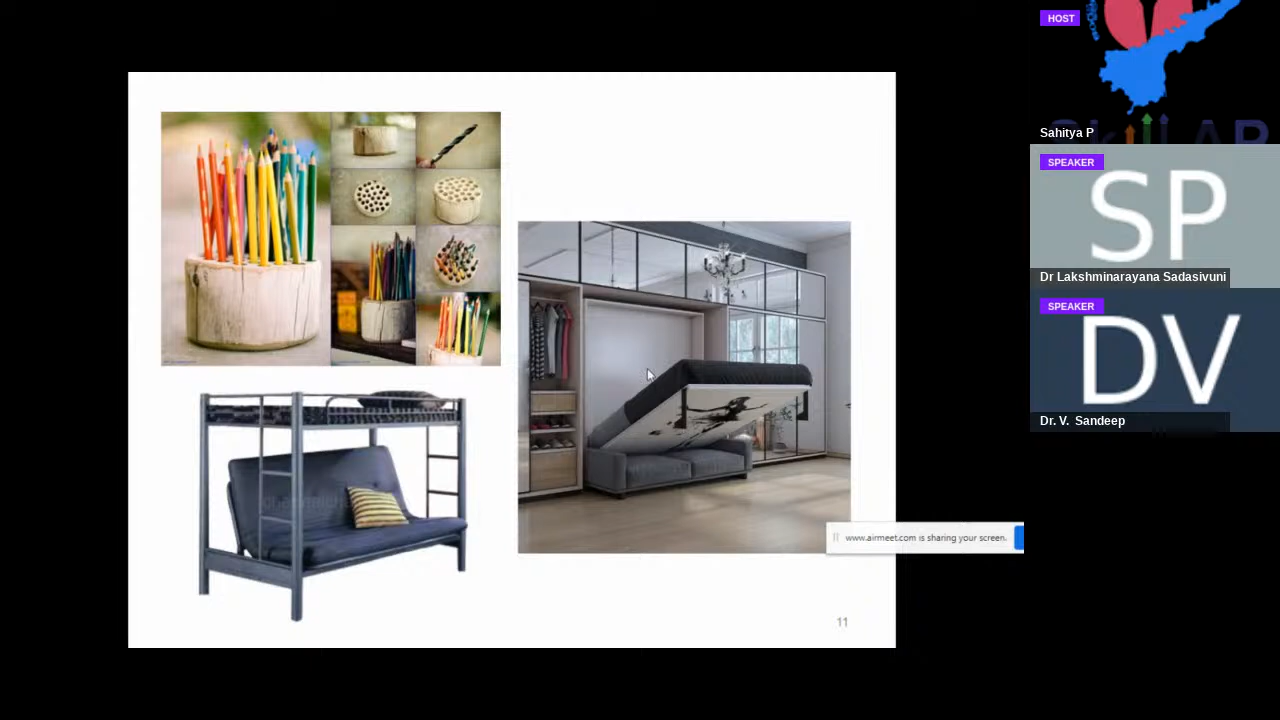 HOST
Sahitya P
SPEAKER
SP
Dr Lakshminarayana Sadasivuni
SPEAKER
DV
Dr. V. Sandeep
www.airmeet.com is sharing your screen.
11